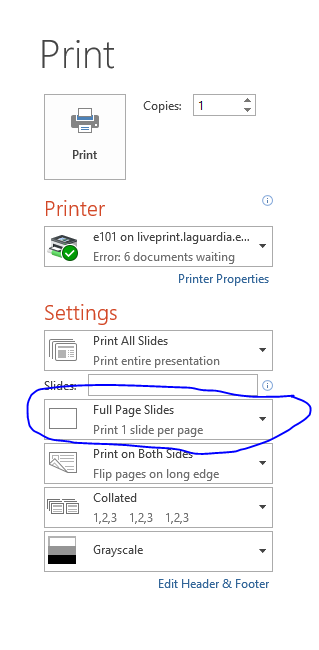 Print
Copies: 1
Print
Printer
e101 on liveprint.laguardia.e...
Error: 6 documents waiting
Printer Properties
Settings
Print All Slides
Print entire presentation
Slides:
Full Page Slides
Print 1 slide per page
Print on Both Sides
Flip pages on long edge
Collated
1,2,3 1,2,3 1,2,3
Grayscale
Edit Header & Footer